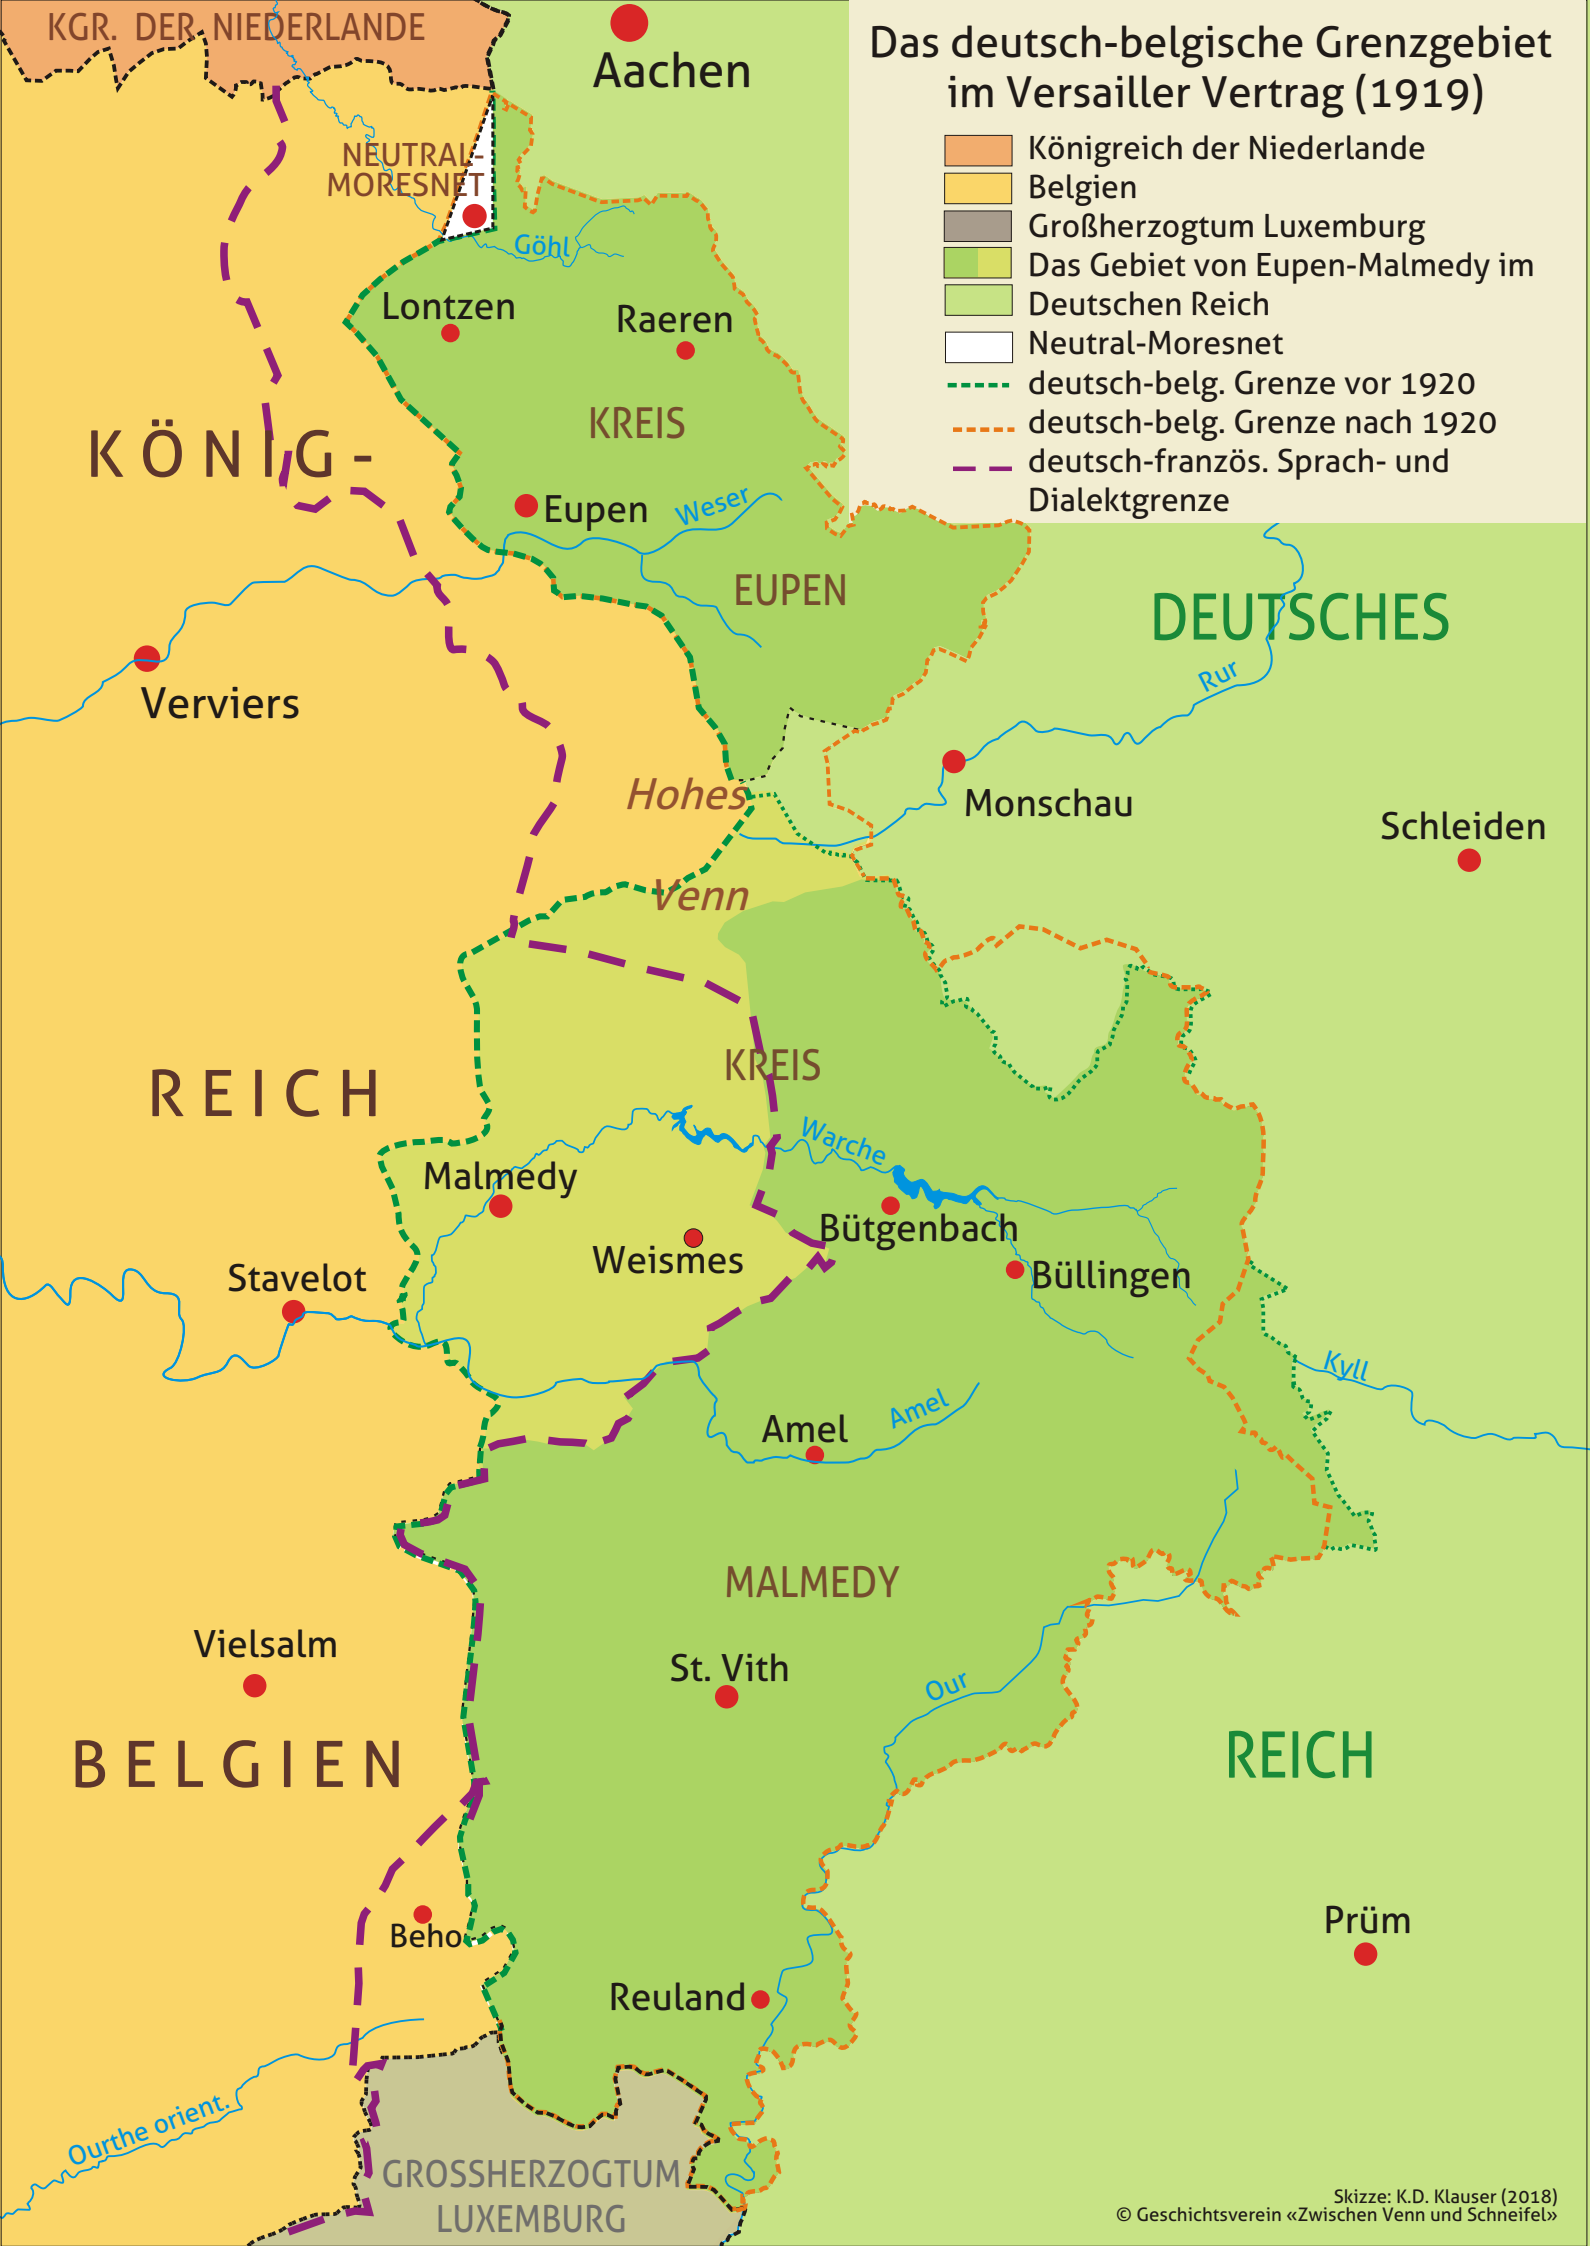 Das deutsch-belgische Grenzgebiet
im Versailler Vertrag (1919)
Königreich der Niederlande
Belgien
Großherzogtum Luxemburg
Das Gebiet von Eupen-Malmedy im
Deutschen Reich
Neutral-Moresnet
deutsch-belg. Grenze vor 1920
deutsch-belg. Grenze nach 1920
deutsch-französ. Sprach- und
Dialektgrenze
KGR. DER NIEDERLANDE
Aachen
NEUTRAL-
MORESNET
Göhl
Lontzen
Raeren
KREIS
KÖNIG-
Eupen
Weser
EUPEN
DEUTSCHES
Rur
Verviers
Hohes
Monschau
Schleiden
Venn
KREIS
REICH
Warche
Malmedy
Bütgenbach
Weismes
Stavelot
Büllingen
Kyll
Amel
Amel
MALMEDY
Vielsalm
St. Vith
Our
BELGIEN
REICH
Beho
Prüm
Reuland
Ourthe orient.
GROSSHERZOGTUM
LUXEMBURG
Skizze: K.D. Klauser (2018)
© Geschichtsverein «Zwischen Venn und Schneifel»